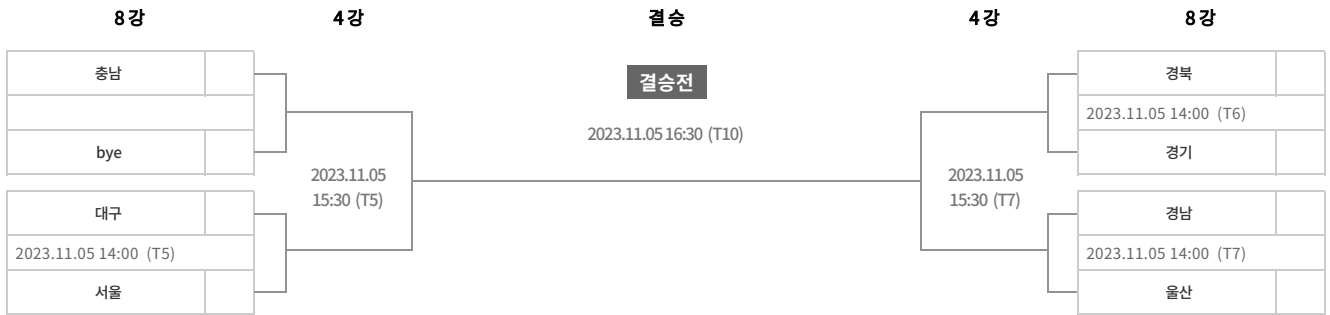 8강
4강
결승
4강
8강
충남
bye
대구
2023.11.05 14:00 (T5)
서울
2023.11.05
15:30 (T5)
결승전
2023.11.05 16:30 (T10)
2023.11.05
15:30 (T7)
경북
2023.11.05 14:00 (T6)
경기
경남
2023.11.05 14:00 (T7)
울산